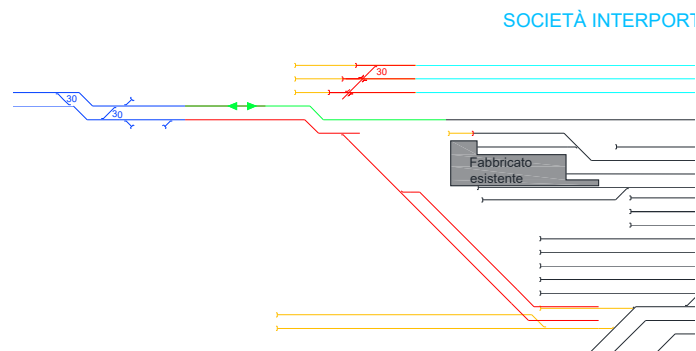 SOCIETÀ INTERPORT
30
30
30
Fabbricato
esistente